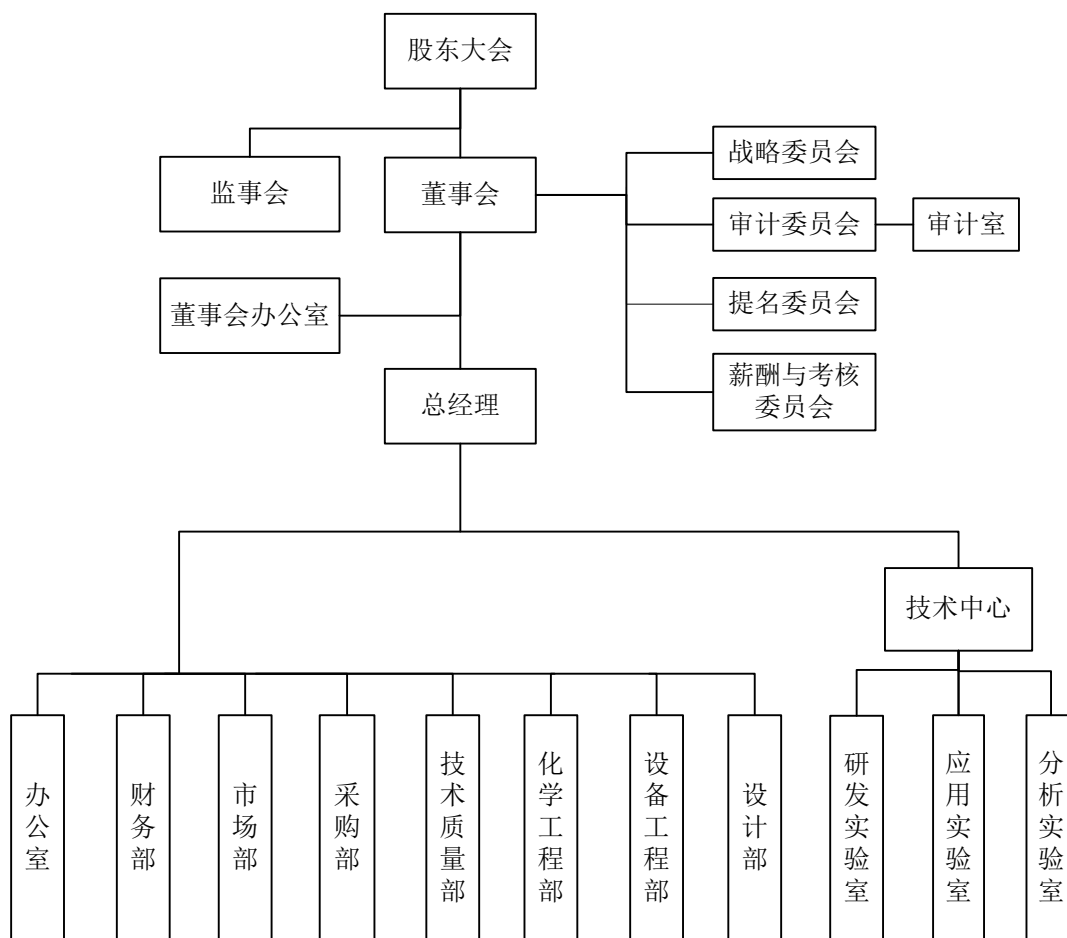 股东大会
监事会
董事会
战略委员会
审计委员会
审计室
董事会办公室
提名委员会
总经理
薪酬与考核
委员会
技术中心
办公室
财务部
市场部
采购部
技术质量部
化学工程部
设备工程部
设计部
研发实验室
应用实验室
分析实验室